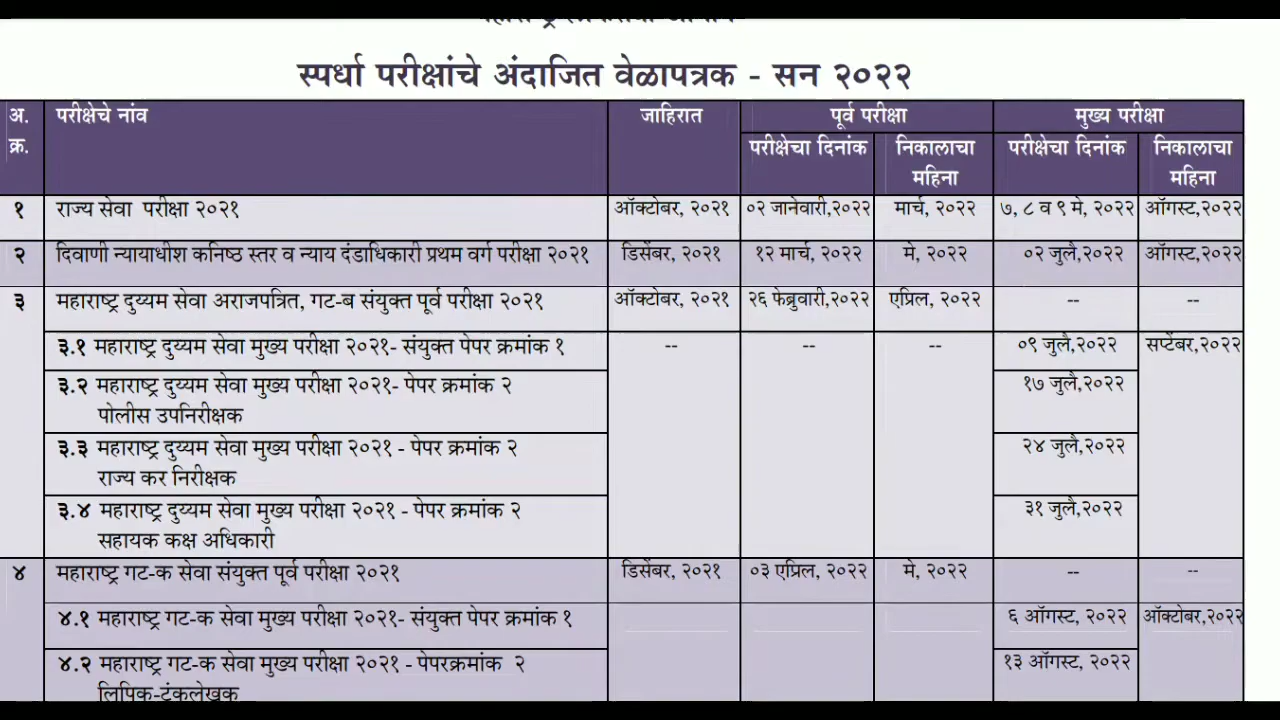 स्पर्धा परीक्षांचे अंदाजित वेळापत्रक - सन २०२२
अ. क्र. परीक्षेचे नांव जाहिरात पूर्व परीक्षा मुख्य परीक्षा
परीक्षेचा दिनांक निकालाचा महिना परीक्षेचा दिनांक निकालाचा महिना
१ राज्य सेवा परीक्षा २०२१ ऑक्टोबर, २०२१ ०२ जानेवारी,२०२२ मार्च, २०२२ ७, ८ व ९ मे, २०२२ ऑगस्ट,२०२२
२ दिवाणी न्यायाधीश कनिष्ठ स्तर व न्याय दंडाधिकारी प्रथम वर्ग परीक्षा २०२१ डिसेंबर, २०२१ १२ मार्च, २०२२ मे, २०२२ ०२ जुलै,२०२२ ऑगस्ट,२०२२
३ महाराष्ट्र दुय्यम सेवा अराजपत्रित, गट-ब संयुक्त पूर्व परीक्षा २०२१ ऑक्टोबर, २०२१ २६ फेब्रुवारी,२०२२ एप्रिल, २०२२ -- --
३.१ महाराष्ट्र दुय्यम सेवा मुख्य परीक्षा २०२१- संयुक्त पेपर क्रमांक १ -- -- -- ०९ जुलै,२०२२ सप्टेंबर,२०२२
३.२ महाराष्ट्र दुय्यम सेवा मुख्य परीक्षा २०२१- पेपर क्रमांक २ १७ जुलै,२०२२
पोलीस उपनिरीक्षक
३.३ महाराष्ट्र दुय्यम सेवा मुख्य परीक्षा २०२१ - पेपर क्रमांक २ २४ जुलै,२०२२
राज्य कर निरीक्षक
३.४ महाराष्ट्र दुय्यम सेवा मुख्य परीक्षा २०२१ - पेपर क्रमांक २ ३१ जुलै,२०२२
सहायक कक्ष अधिकारी
४ महाराष्ट्र गट-क सेवा संयुक्त पूर्व परीक्षा २०२१ डिसेंबर, २०२१ ०३ एप्रिल, २०२२ मे, २०२२ -- --
४.१ महाराष्ट्र गट-क सेवा मुख्य परीक्षा २०२१- संयुक्त पेपर क्रमांक १ ६ ऑगस्ट, २०२२ ऑक्टोबर,२०२२
४.२ महाराष्ट्र गट-क सेवा मुख्य परीक्षा २०२१ - पेपरक्रमांक २ १३ ऑगस्ट, २०२२
लिपिक-टंकलेखक